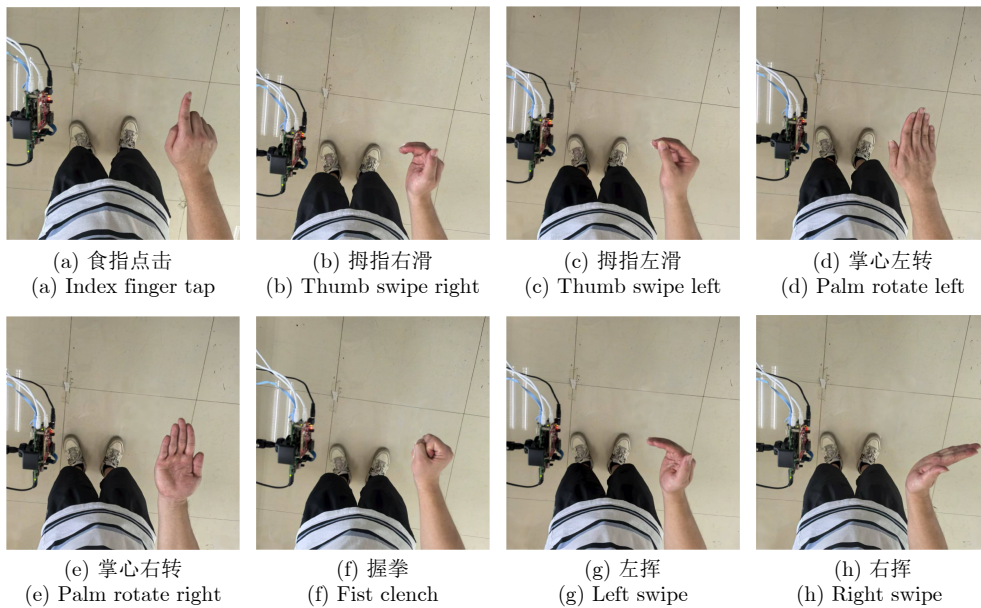 (a) 食指点击
(a) Index finger tap
(b) 拇指右滑
(b) Thumb swipe right
(c) 拇指左滑
(c) Thumb swipe left
(d) 掌心左转
(d) Palm rotate left
(e) 掌心右转
(e) Palm rotate right
(f) 握拳
(f) Fist clench
(g) 左挥
(g) Left swipe
(h) 右挥
(h) Right swipe